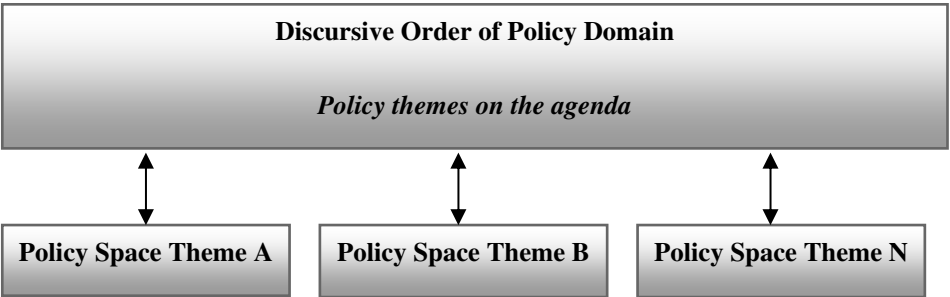 Discursive Order of Policy Domain
Policy themes on the agenda
Policy Space Theme A
Policy Space Theme B
Policy Space Theme N